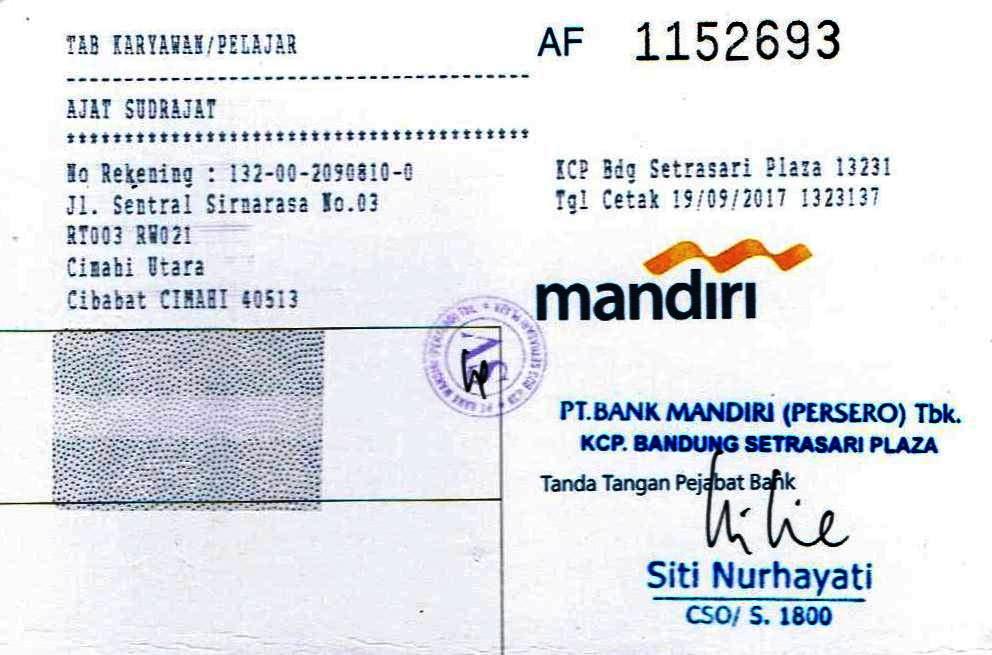 TAB KARYAWAN/PELAJAR
AF 1152693
AJAT SUDRAJAT
No Rekening : 132-00-2090810-0
Jl. Sentral Sirnarasa No.03
RT003 RW021
Cimahi Utara
Cibabat CIMAHI 40513
KCP Bdg Setrasari Plaza 13231
Tgl Cetak 19/09/2017 1323137
mandiri
PT.BANK MANDIRI (PERSERO) Tbk.
KCP. BANDUNG SETRASARI PLAZA
Tanda Tangan Pejabat Bank
Siti Nurhayati
CSO/ S. 1800